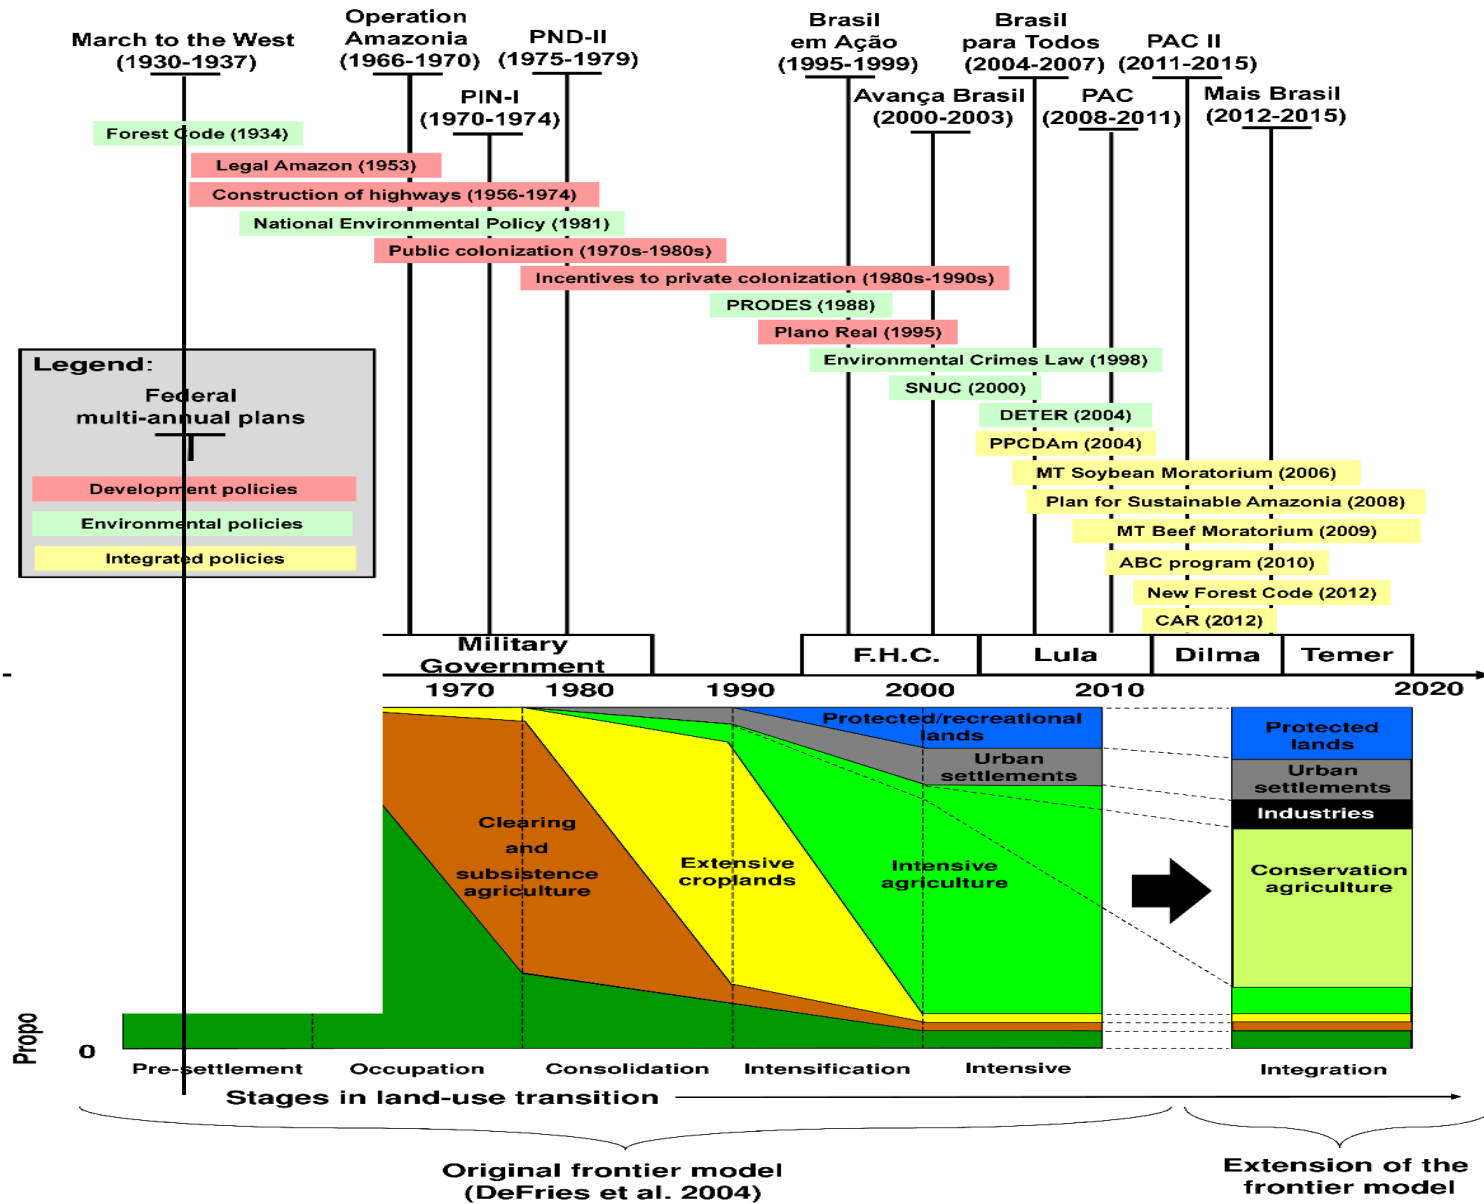 March to the West
(1930-1937)
Operation
Amazonia
(1966-1970)
PIN-I
(1970-1974)
PND-II
(1975-1979)
Brasil
em Ação
(1995-1999)
Avança Brasil
(2000-2003)
Brasil
para Todos
(2004-2007)
PAC
(2008-2011)
PAC II
(2011-2015)
Mais Brasil
(2012-2015)
Forest Code (1934)
Legal Amazon (1953)
Construction of highways (1956-1974)
National Environmental Policy (1981)
Public colonization (1970s-1980s)
Incentives to private colonization (1980s-1990s)
PRODES (1988)
Plano Real (1995)
Environmental Crimes Law (1998)
SNUC (2000)
DETER (2004)
PPCDAm (2004)
MT Soybean Moratorium (2006)
Plan for Sustainable Amazonia (2008)
MT Beef Moratorium (2009)
ABC program (2010)
New Forest Code (2012)
CAR (2012)
Legend:
Federal
multi-annual plans
Development policies
Environmental policies
Integrated policies
Military
Government
F.H.C.
Lula
Dilma
Temer
1970
1980
1990
2000
2010
2020
Protected/recreational
lands
Urban
settlements
Clearing
and
subsistence
agriculture
Extensive
croplands
Intensive
agriculture
Protected
lands
Urban
settlements
Industries
Conservation
agriculture
Propo
0
Pre-settlement
Occupation
Consolidation
Intensification
Intensive
Integration
Stages in land-use transition
Original frontier model
(DeFries et al. 2004)
Extension of the
frontier model